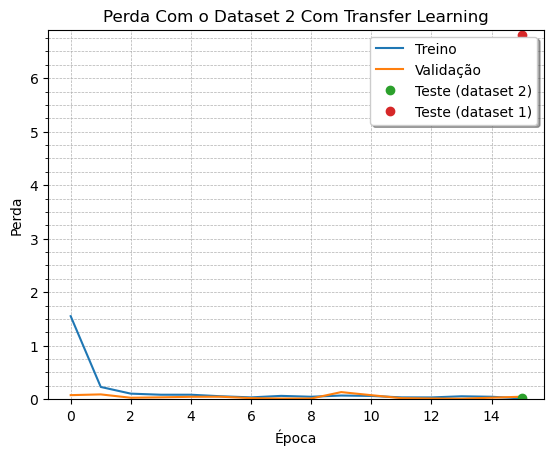 Perda Com o Dataset 2 Com Transfer Learning
Treino
Validação
Teste (dataset 2)
Teste (dataset 1)
Perda
6
5
4
3
2
1
0
0 2 4 6 8 10 12 14
Época